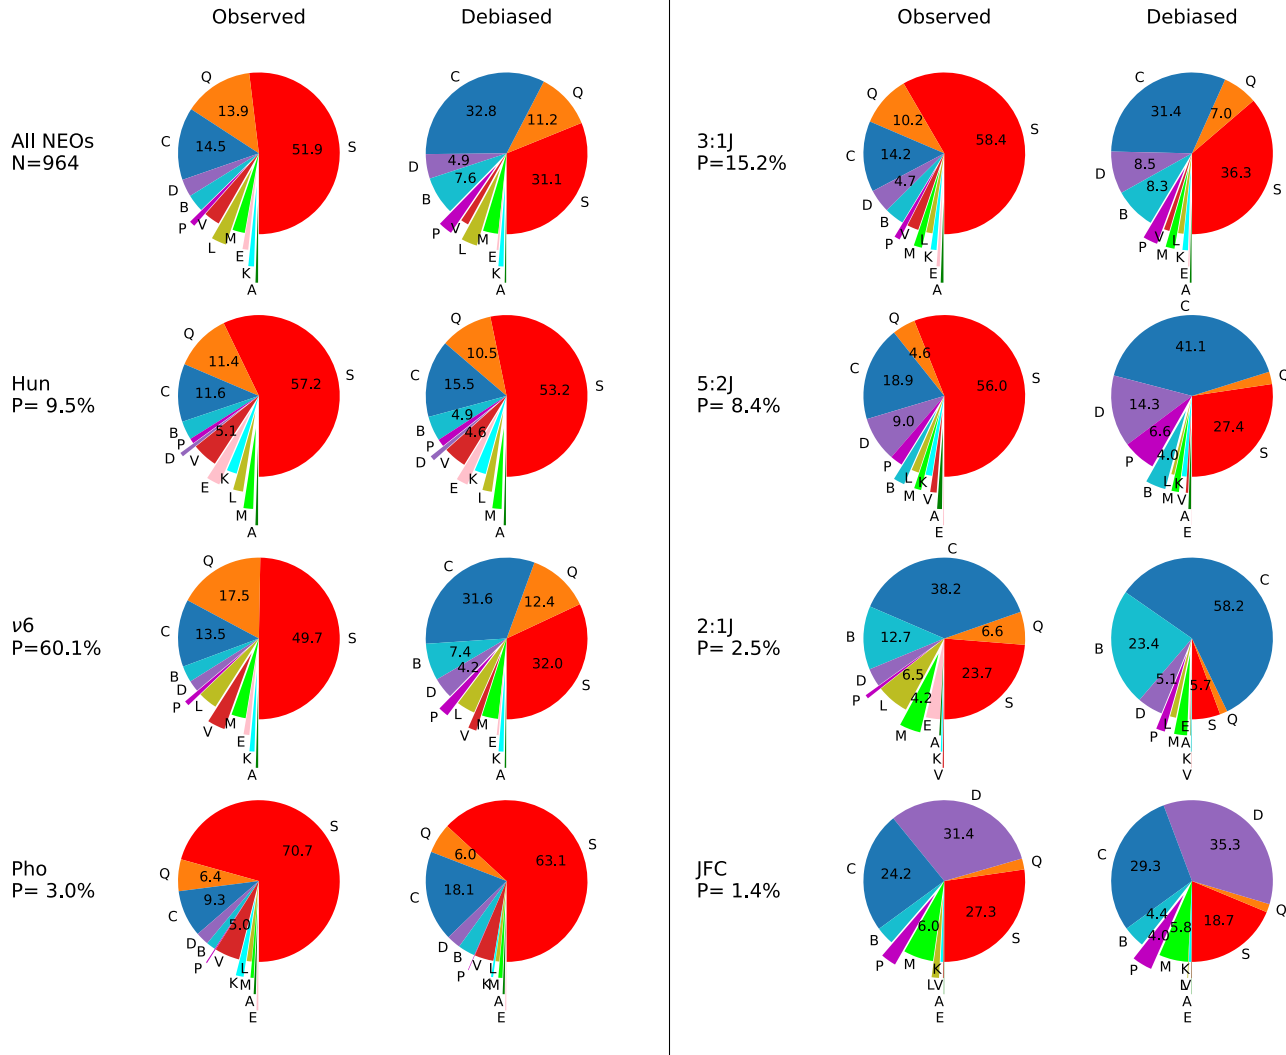 Observed
Debiased
Observed
Debiased
All NEOs
N=964
S
51.9
Q
13.9
C
14.5
D
B
P
V
L
M
E
K
A
C
32.8
Q
11.2
S
31.1
D
4.9
B
7.6
P
V
L
M
E
K
A
3:1J
P=15.2%
S
58.4
Q
10.2
C
14.2
D
4.7
B
P
V
M
L
K
E
A
C
31.4
Q
7.0
S
36.3
D
8.5
B
8.3
P
V
M
L
K
E
A
Hun
P= 9.5%
S
57.2
Q
11.4
C
11.6
B
P
D
V
5.1
E
K
L
M
A
S
53.2
Q
10.5
C
15.5
B
4.9
P
D
V
4.6
E
K
L
M
A
5:2J
P= 8.4%
S
56.0
Q
4.6
C
18.9
D
9.0
P
B
L
M
K
V
A
E
C
41.1
Q
S
27.4
D
14.3
P
6.6
B
4.0
L
M
K
V
A
E
ν6
P=60.1%
S
49.7
Q
17.5
C
13.5
B
D
P
L
V
M
E
K
A
C
31.6
Q
12.4
S
32.0
B
7.4
D
4.2
P
L
V
M
E
K
A
2:1J
P= 2.5%
C
38.2
Q
6.6
S
23.7
B
12.7
D
P
L
6.5
M
4.2
E
A
K
V
C
58.2
B
23.4
D
5.1
P
L
M
E
A
K
V
S
5.7
Q
Pho
P= 3.0%
S
70.7
Q
6.4
C
9.3
D
B
P
V
5.0
K
L
M
A
E
S
63.1
Q
6.0
C
18.1
D
B
P
V
K
L
M
A
E
JFC
P= 1.4%
D
31.4
Q
S
27.3
C
24.2
B
P
M
6.0
L
K
V
A
E
D
35.3
Q
S
18.7
C
29.3
B
4.4
P
4.0
M
5.8
K
L
V
A
E